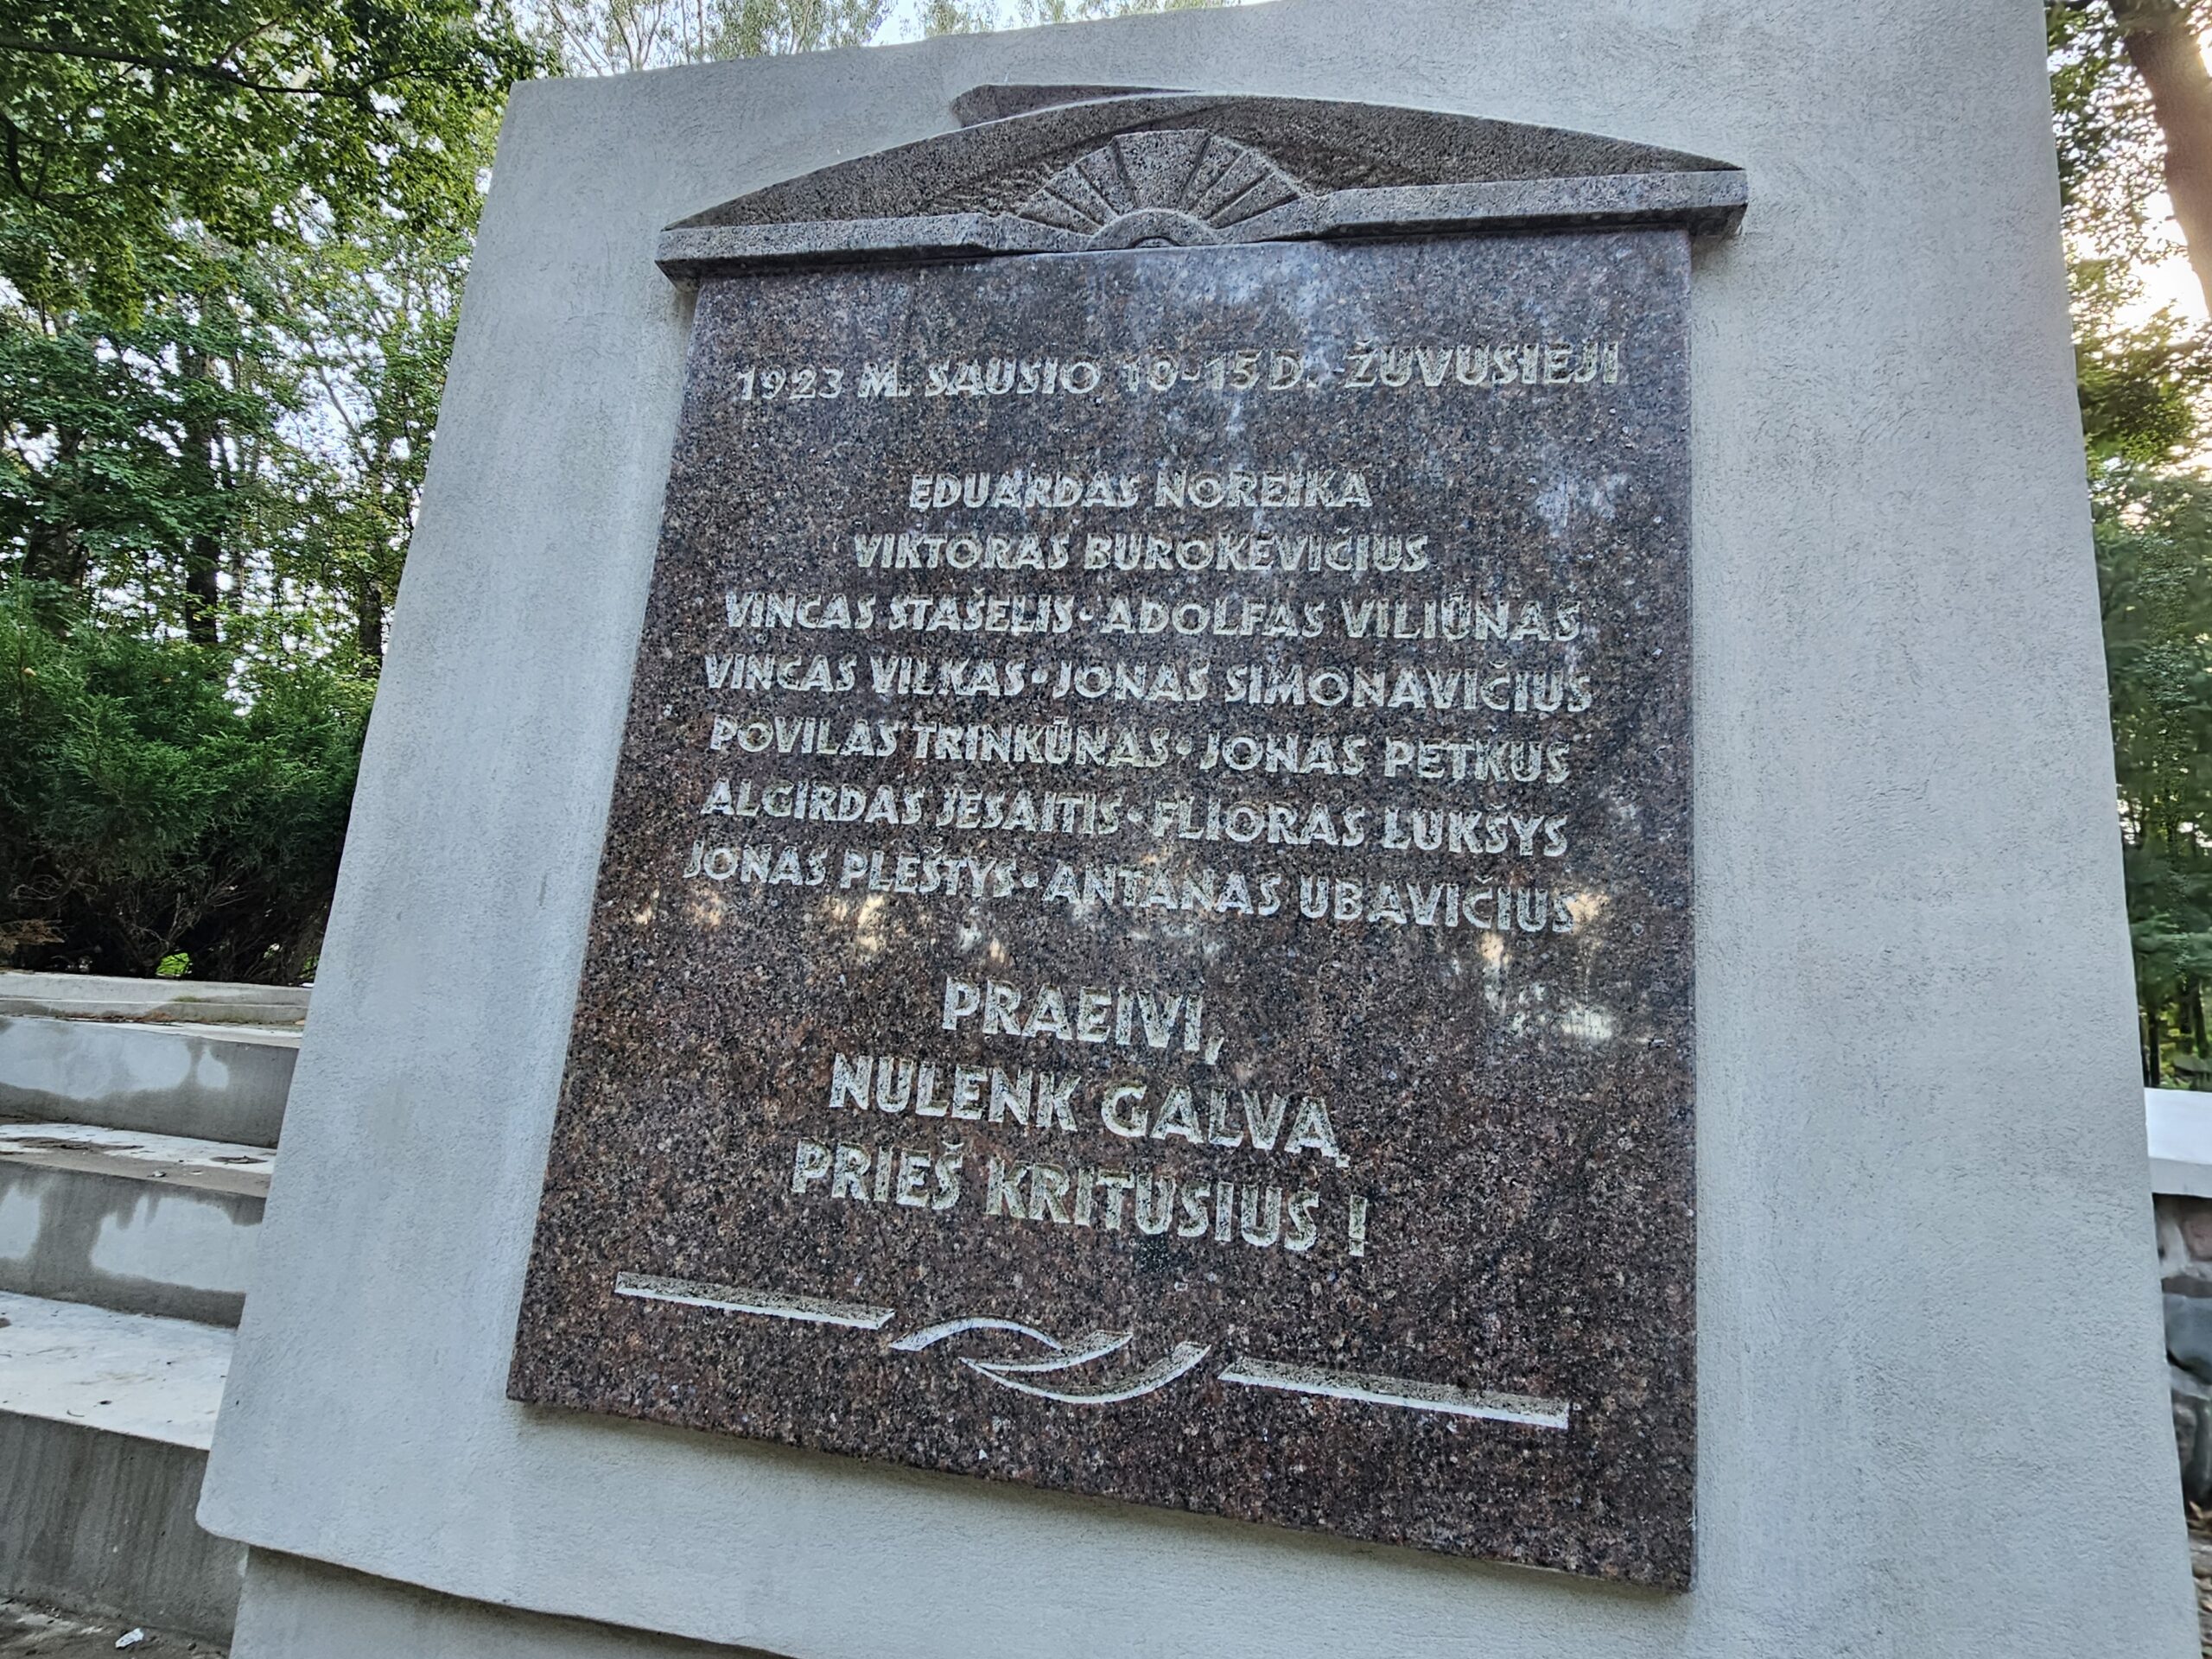 1923 M. SAUSIO 10-15 D. ŽUVUSIEJI
EDUARDAS NOREIKA
VIKTORAS BUROKEVIČIUS
VINCAS STAŠELIS • ADOLFAS VILIŪNAS
VINCAS VILKAS • JONAS SIMONAVIČIUS
POVILAS TRINKŪNAS • JONAS PETKUS
ALGIRDAS JESAITIS • FLIORAS LUKŠYS
JONAS PLEŠTYS • ANTANAS UBAVIČIUS
PRAEIVI,
NULENK GALVĄ
PRIEŠ KRITUSIUS !